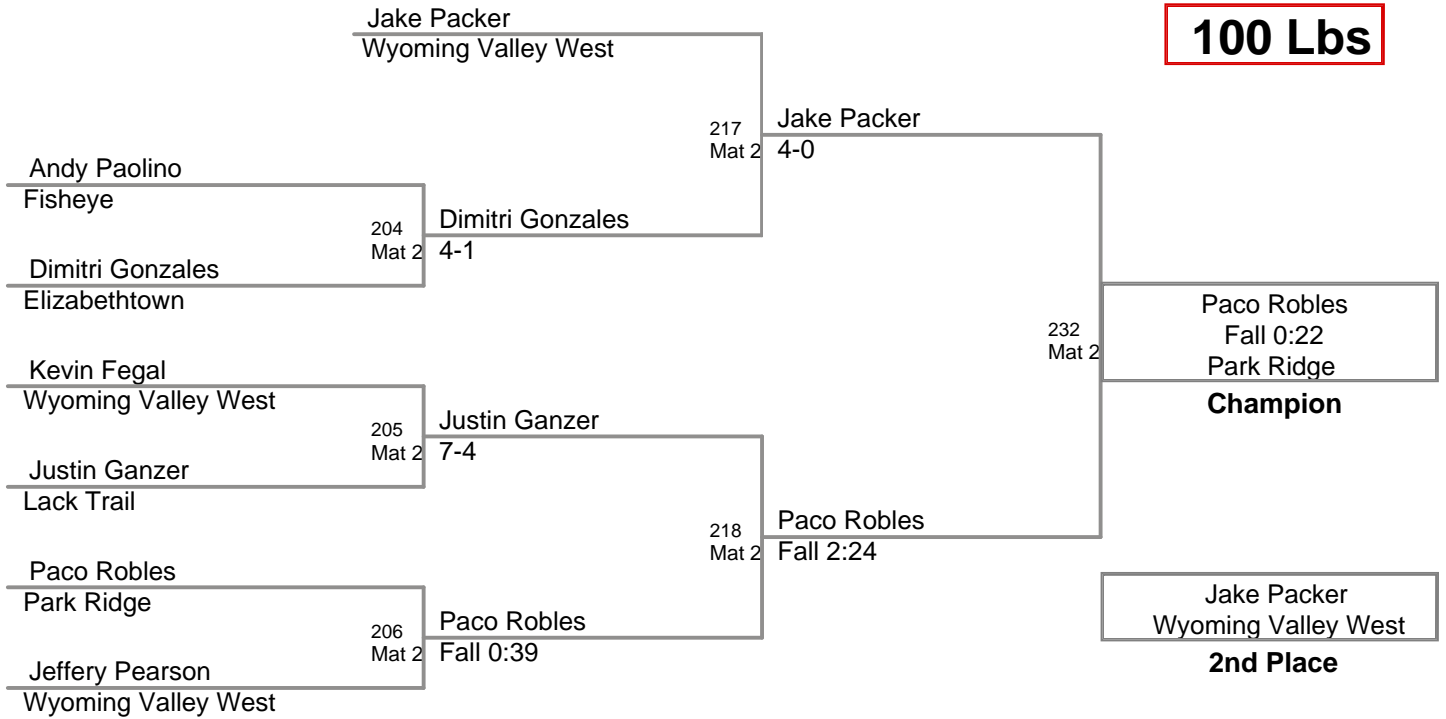 Jake Packer
Wyoming Valley West
100 Lbs
217
Mat 2
Jake Packer
4-0
Andy Paolino
Fisheye
204
Mat 2
Dimitri Gonzales
4-1
Dimitri Gonzales
Elizabethtown
232
Mat 2
Paco Robles
Fall 0:22
Park Ridge
Champion
Kevin Fegal
Wyoming Valley West
205
Mat 2
Justin Ganzer
7-4
Justin Ganzer
Lack Trail
218
Mat 2
Paco Robles
Fall 2:24
Paco Robles
Park Ridge
206
Mat 2
Paco Robles
Fall 0:39
Jeffery Pearson
Wyoming Valley West
Jake Packer
Wyoming Valley West
2nd Place